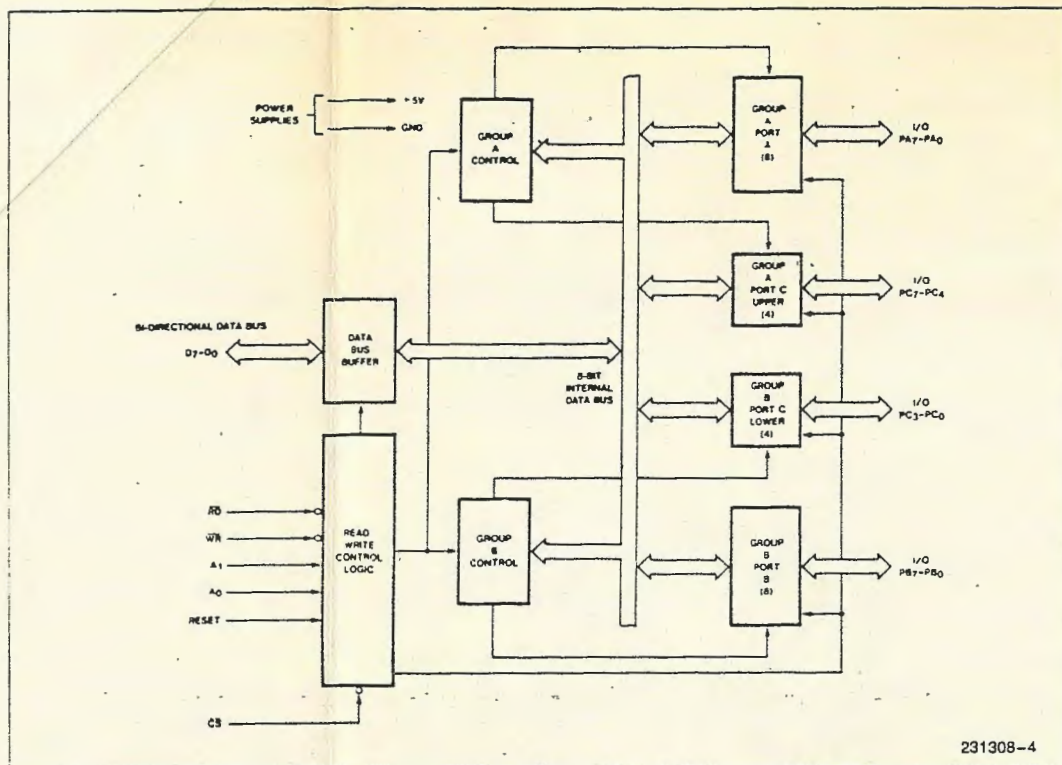 POWER
SUPPLIES
+5V
GND
GROUP
A
CONTROL
GROUP
A
PORT
A
(8)
I/O
PA7-PA0
GROUP
A
PORT C
UPPER
(4)
I/O
PC7-PC4
BI-DIRECTIONAL DATA BUS
D7-D0
DATA
BUS
BUFFER
8-BIT
INTERNAL
DATA BUS
GROUP
B
PORT C
LOWER
(4)
I/O
PC3-PC0
RD
WR
A1
A0
RESET
READ
WRITE
CONTROL
LOGIC
GROUP
B
CONTROL
GROUP
B
PORT
B
(8)
I/O
PB7-PB0
CS
231308-4